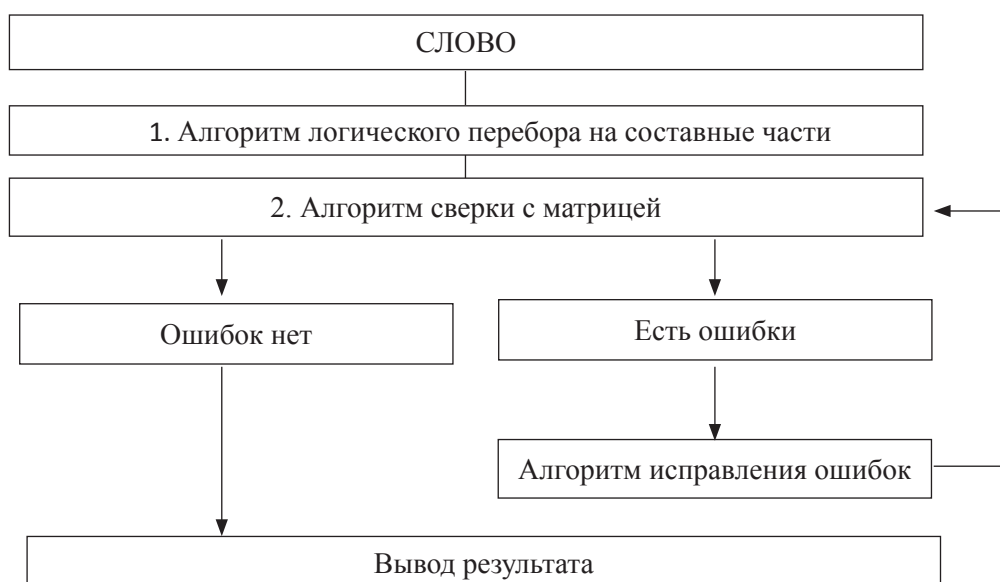 СЛОВО
1. Алгоритм логического перебора на составные части
2. Алгоритм сверки с матрицей
Ошибок нет
Есть ошибки
Алгоритм исправления ошибок
Вывод результата